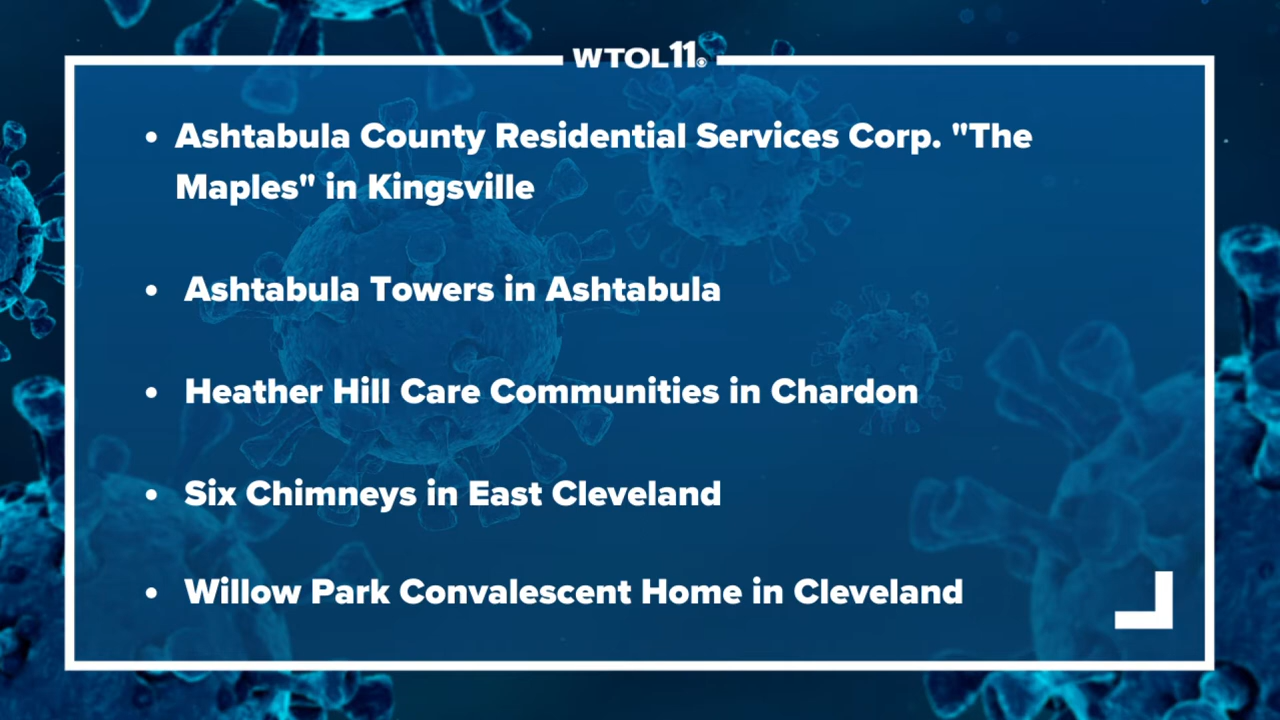 WTOL11
• Ashtabula County Residential Services Corp. "The
Maples" in Kingsville
• Ashtabula Towers in Ashtabula
• Heather Hill Care Communities in Chardon
• Six Chimneys in East Cleveland
• Willow Park Convalescent Home in Cleveland